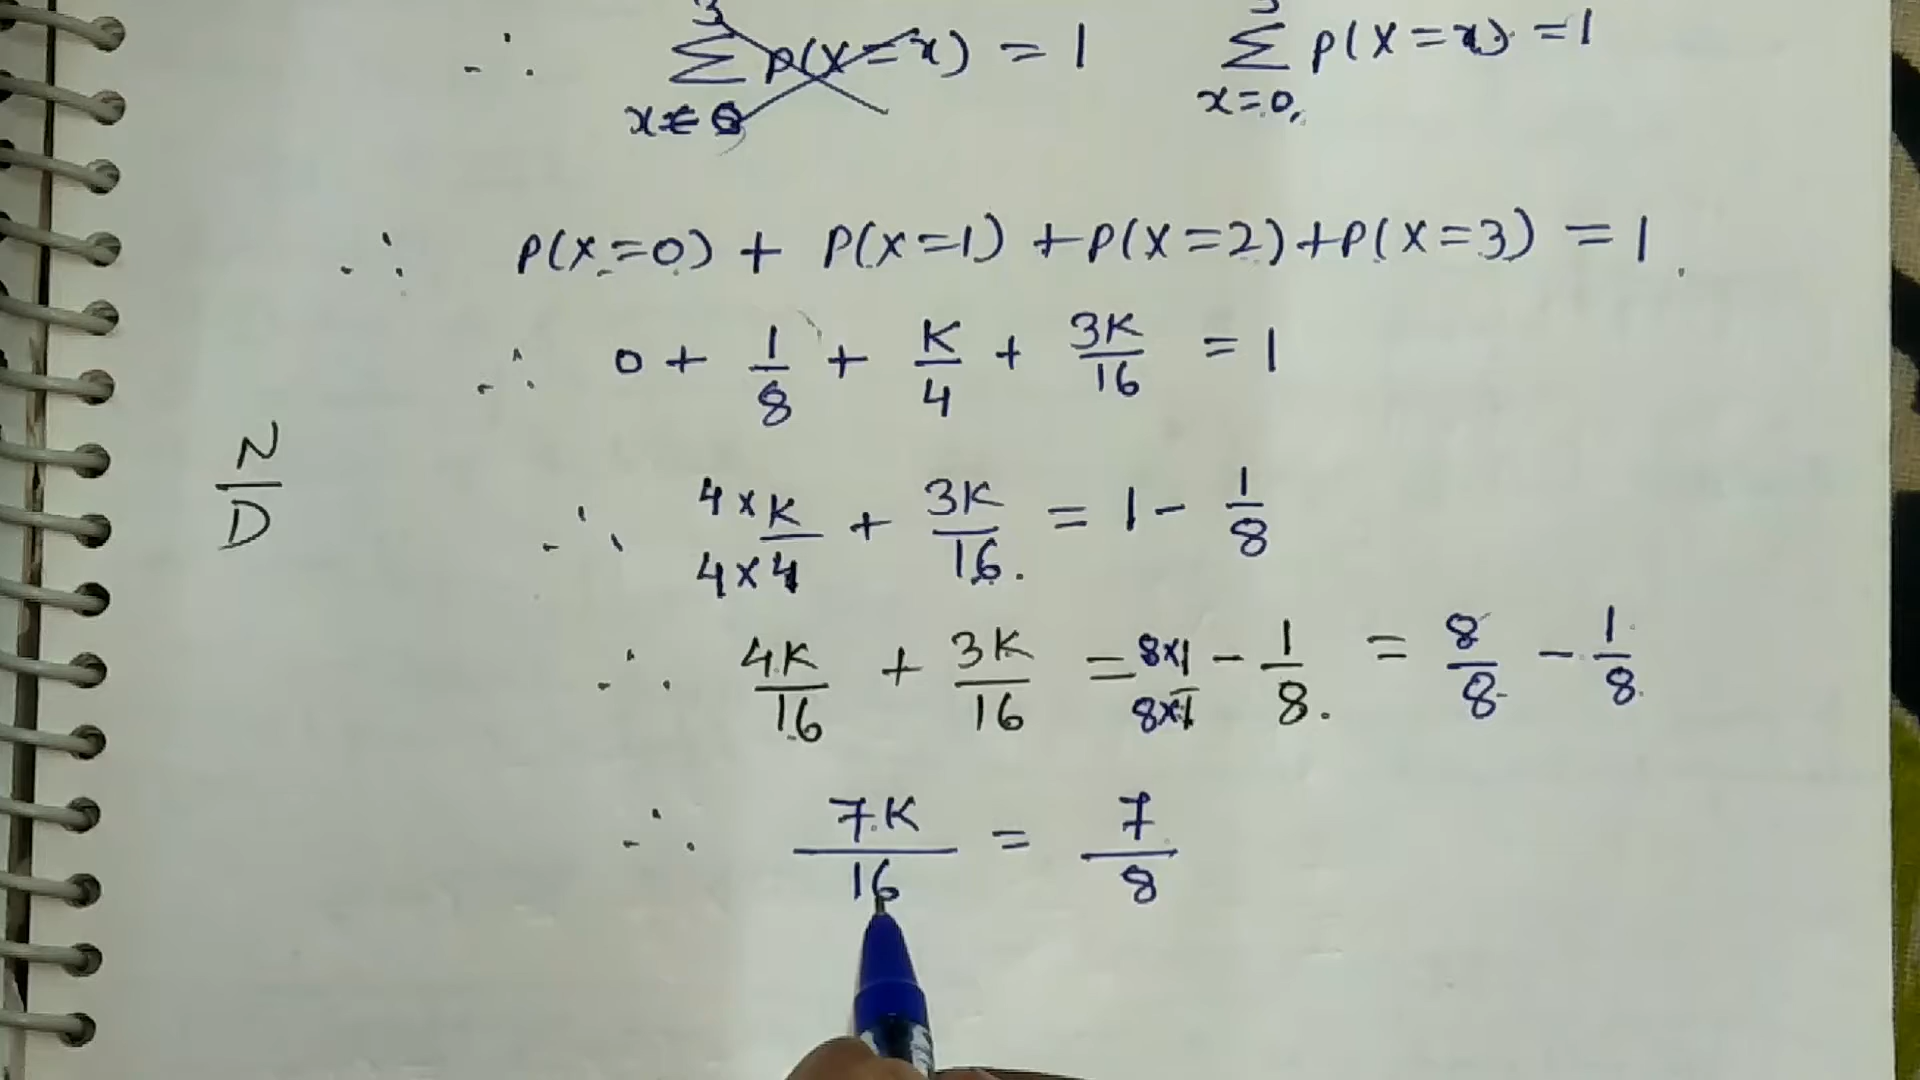 ∴ 3 Σ x=0 P(X=x) = 1 Σ x=0 P(X=x) = 1
∴ P(X=0) + P(X=1) + P(X=2) + P(X=3) = 1
∴ 0 + 1/8 + K/4 + 3K/16 = 1
N/D
∴ 4×K/4×4 + 3K/16 = 1 - 1/8
∴ 4K/16 + 3K/16 = 8×1/8×1 - 1/8 = 8/8 - 1/8
∴ 7K/16 = 7/8